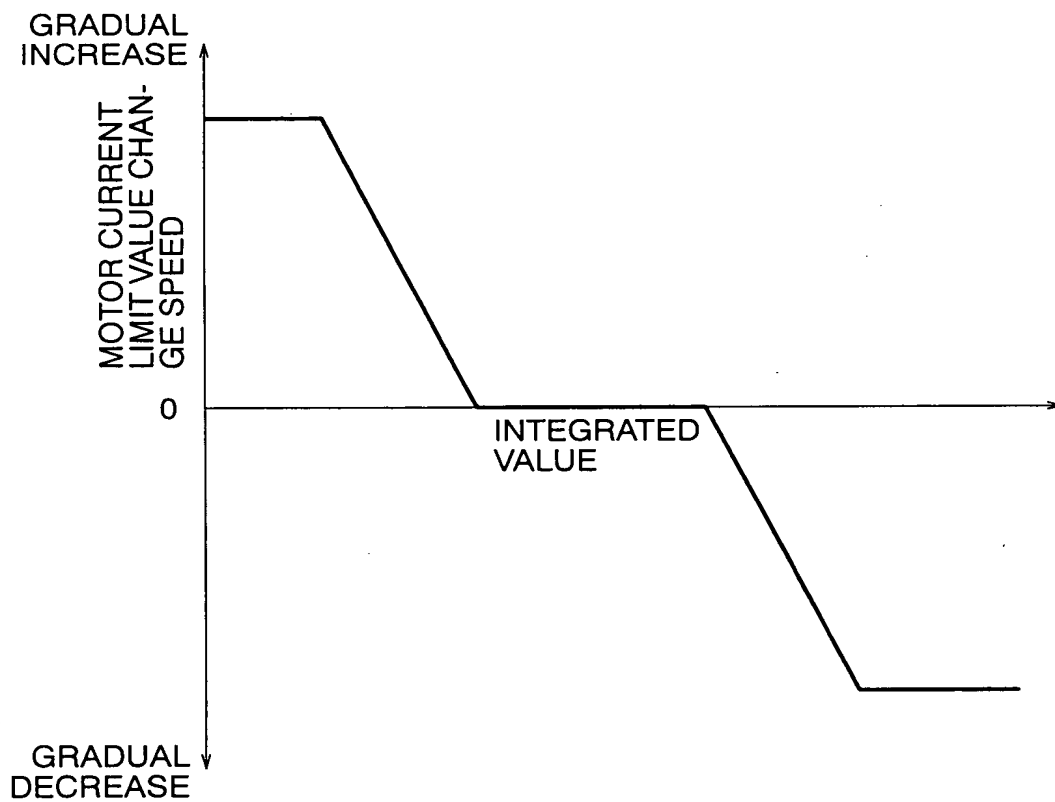 GRADUAL
INCREASE
MOTOR CURRENT
LIMIT VALUE CHAN-
GE SPEED
0
INTEGRATED
VALUE
GRADUAL
DECREASE